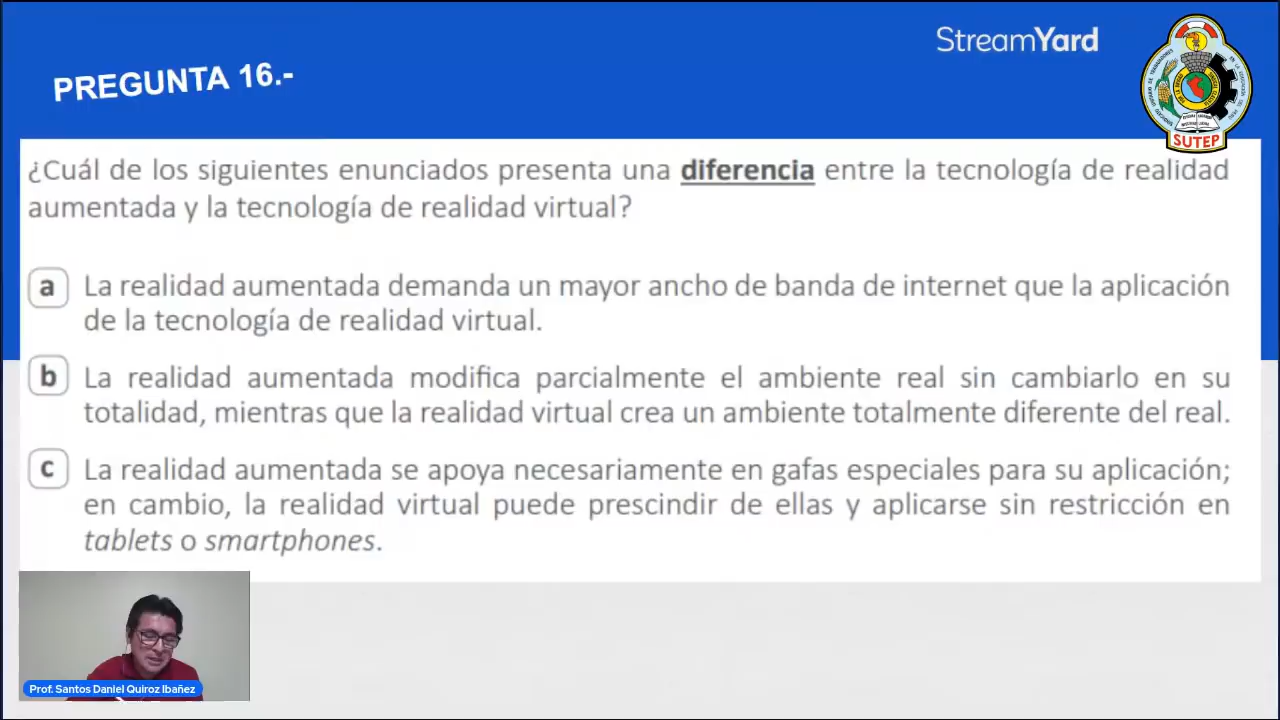 StreamYard
PREGUNTA 16.-
SUTEP
¿Cuál de los siguientes enunciados presenta una diferencia entre la tecnología de realidad
aumentada y la tecnología de realidad virtual?
a La realidad aumentada demanda un mayor ancho de banda de internet que la aplicación
de la tecnología de realidad virtual.
b La realidad aumentada modifica parcialmente el ambiente real sin cambiarlo en su
totalidad, mientras que la realidad virtual crea un ambiente totalmente diferente del real.
c La realidad aumentada se apoya necesariamente en gafas especiales para su aplicación;
en cambio, la realidad virtual puede prescindir de ellas y aplicarse sin restricción en
tablets o smartphones.
Prof. Santos Daniel Quiroz Ibañez